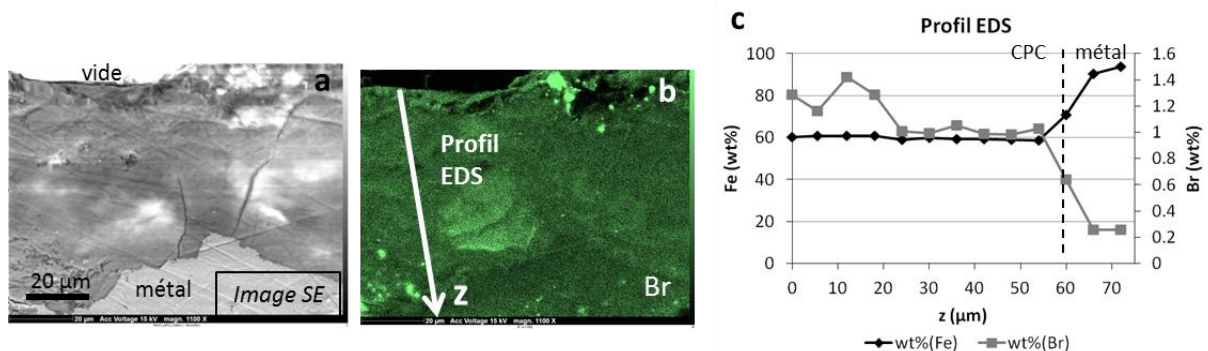 vide
a
20 µm
métal
Image SE
20 µm Acc Voltage 15 kV magn. 1100 X
b
Profil
EDS
Br
z
20 µm Acc Voltage 15 kV magn. 1100 X
c
Profil EDS
CPC
métal
Fe (wt%)
100
80
60
40
20
0
Br (wt%)
1.6
1.4
1.2
1
0.8
0.6
0.4
0.2
0
0 10 20 30 40 50 60 70
z (µm)
wt%(Fe) wt%(Br)